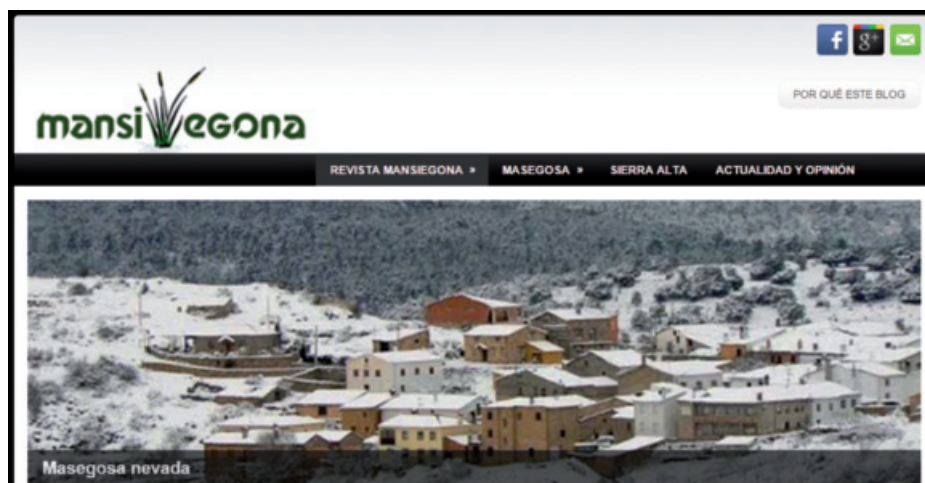 f g+
POR QUÉ ESTE BLOG
mansiegona
REVISTA MANSIEGONA » MASEGOSA » SIERRA ALTA ACTUALIDAD Y OPINIÓN
Masegosa nevada